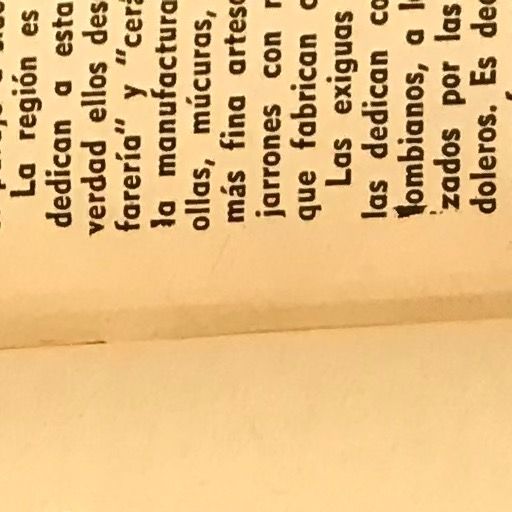 La región es
dedican a esta
verdad ellos des
farería" y "cerá
la manufactura
ollas, múcuras,
más fina artesa
jarrones con r
que fabrican
Las exiguas
las dedican co
lombianos, a l
zados por las
doleros. Es dec